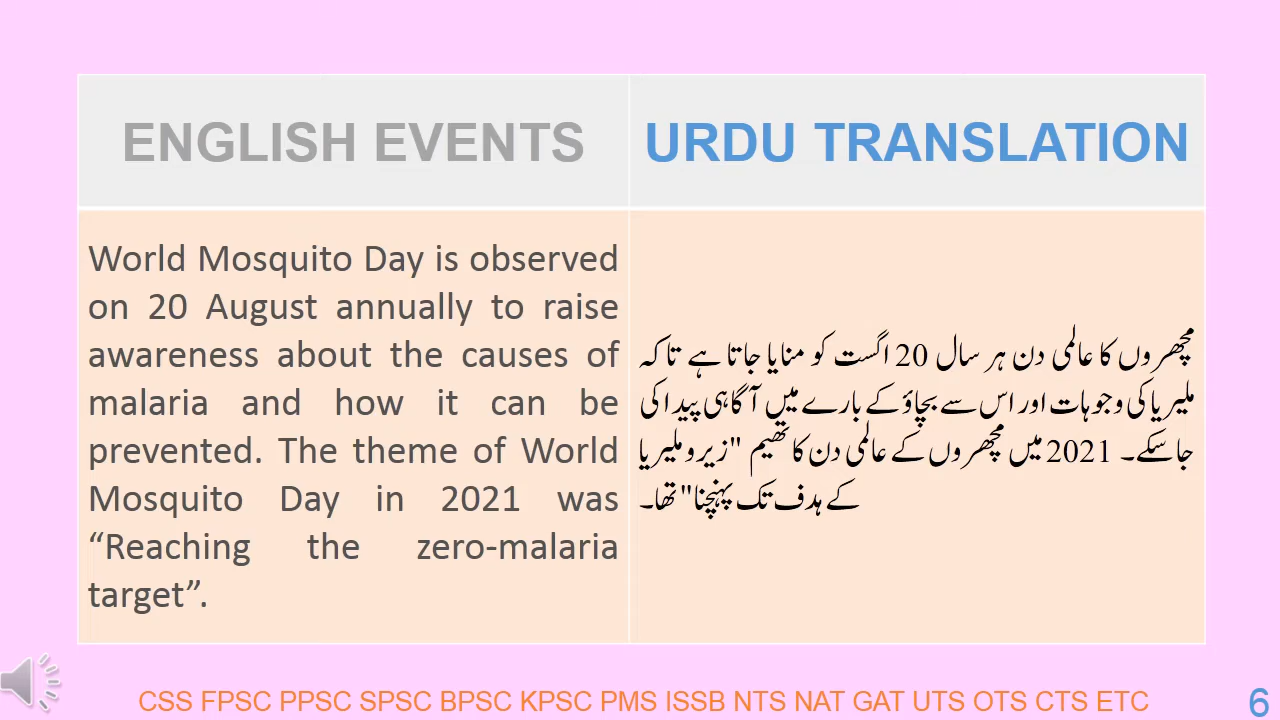 ENGLISH EVENTS
URDU TRANSLATION
World Mosquito Day is observed
on 20 August annually to raise
awareness about the causes of
malaria and how it can be
prevented. The theme of World
Mosquito Day in 2021 was
“Reaching the zero-malaria
target”.
مچھروں کا عالمی دن ہر سال 20 اگست کو منایا جاتا ہے تاکہ
ملیریا کی وجوہات اور اس سے بچاؤ کے بارے میں آگاہی پیدا کی
جا سکے۔ 2021 میں مچھروں کے عالمی دن کا تھیم "زیرو ملیریا
کے ہدف تک پہنچنا" تھا۔
CSS FPSC PPSC SPSC BPSC KPSC PMS ISSB NTS NAT GAT UTS OTS CTS ETC
6